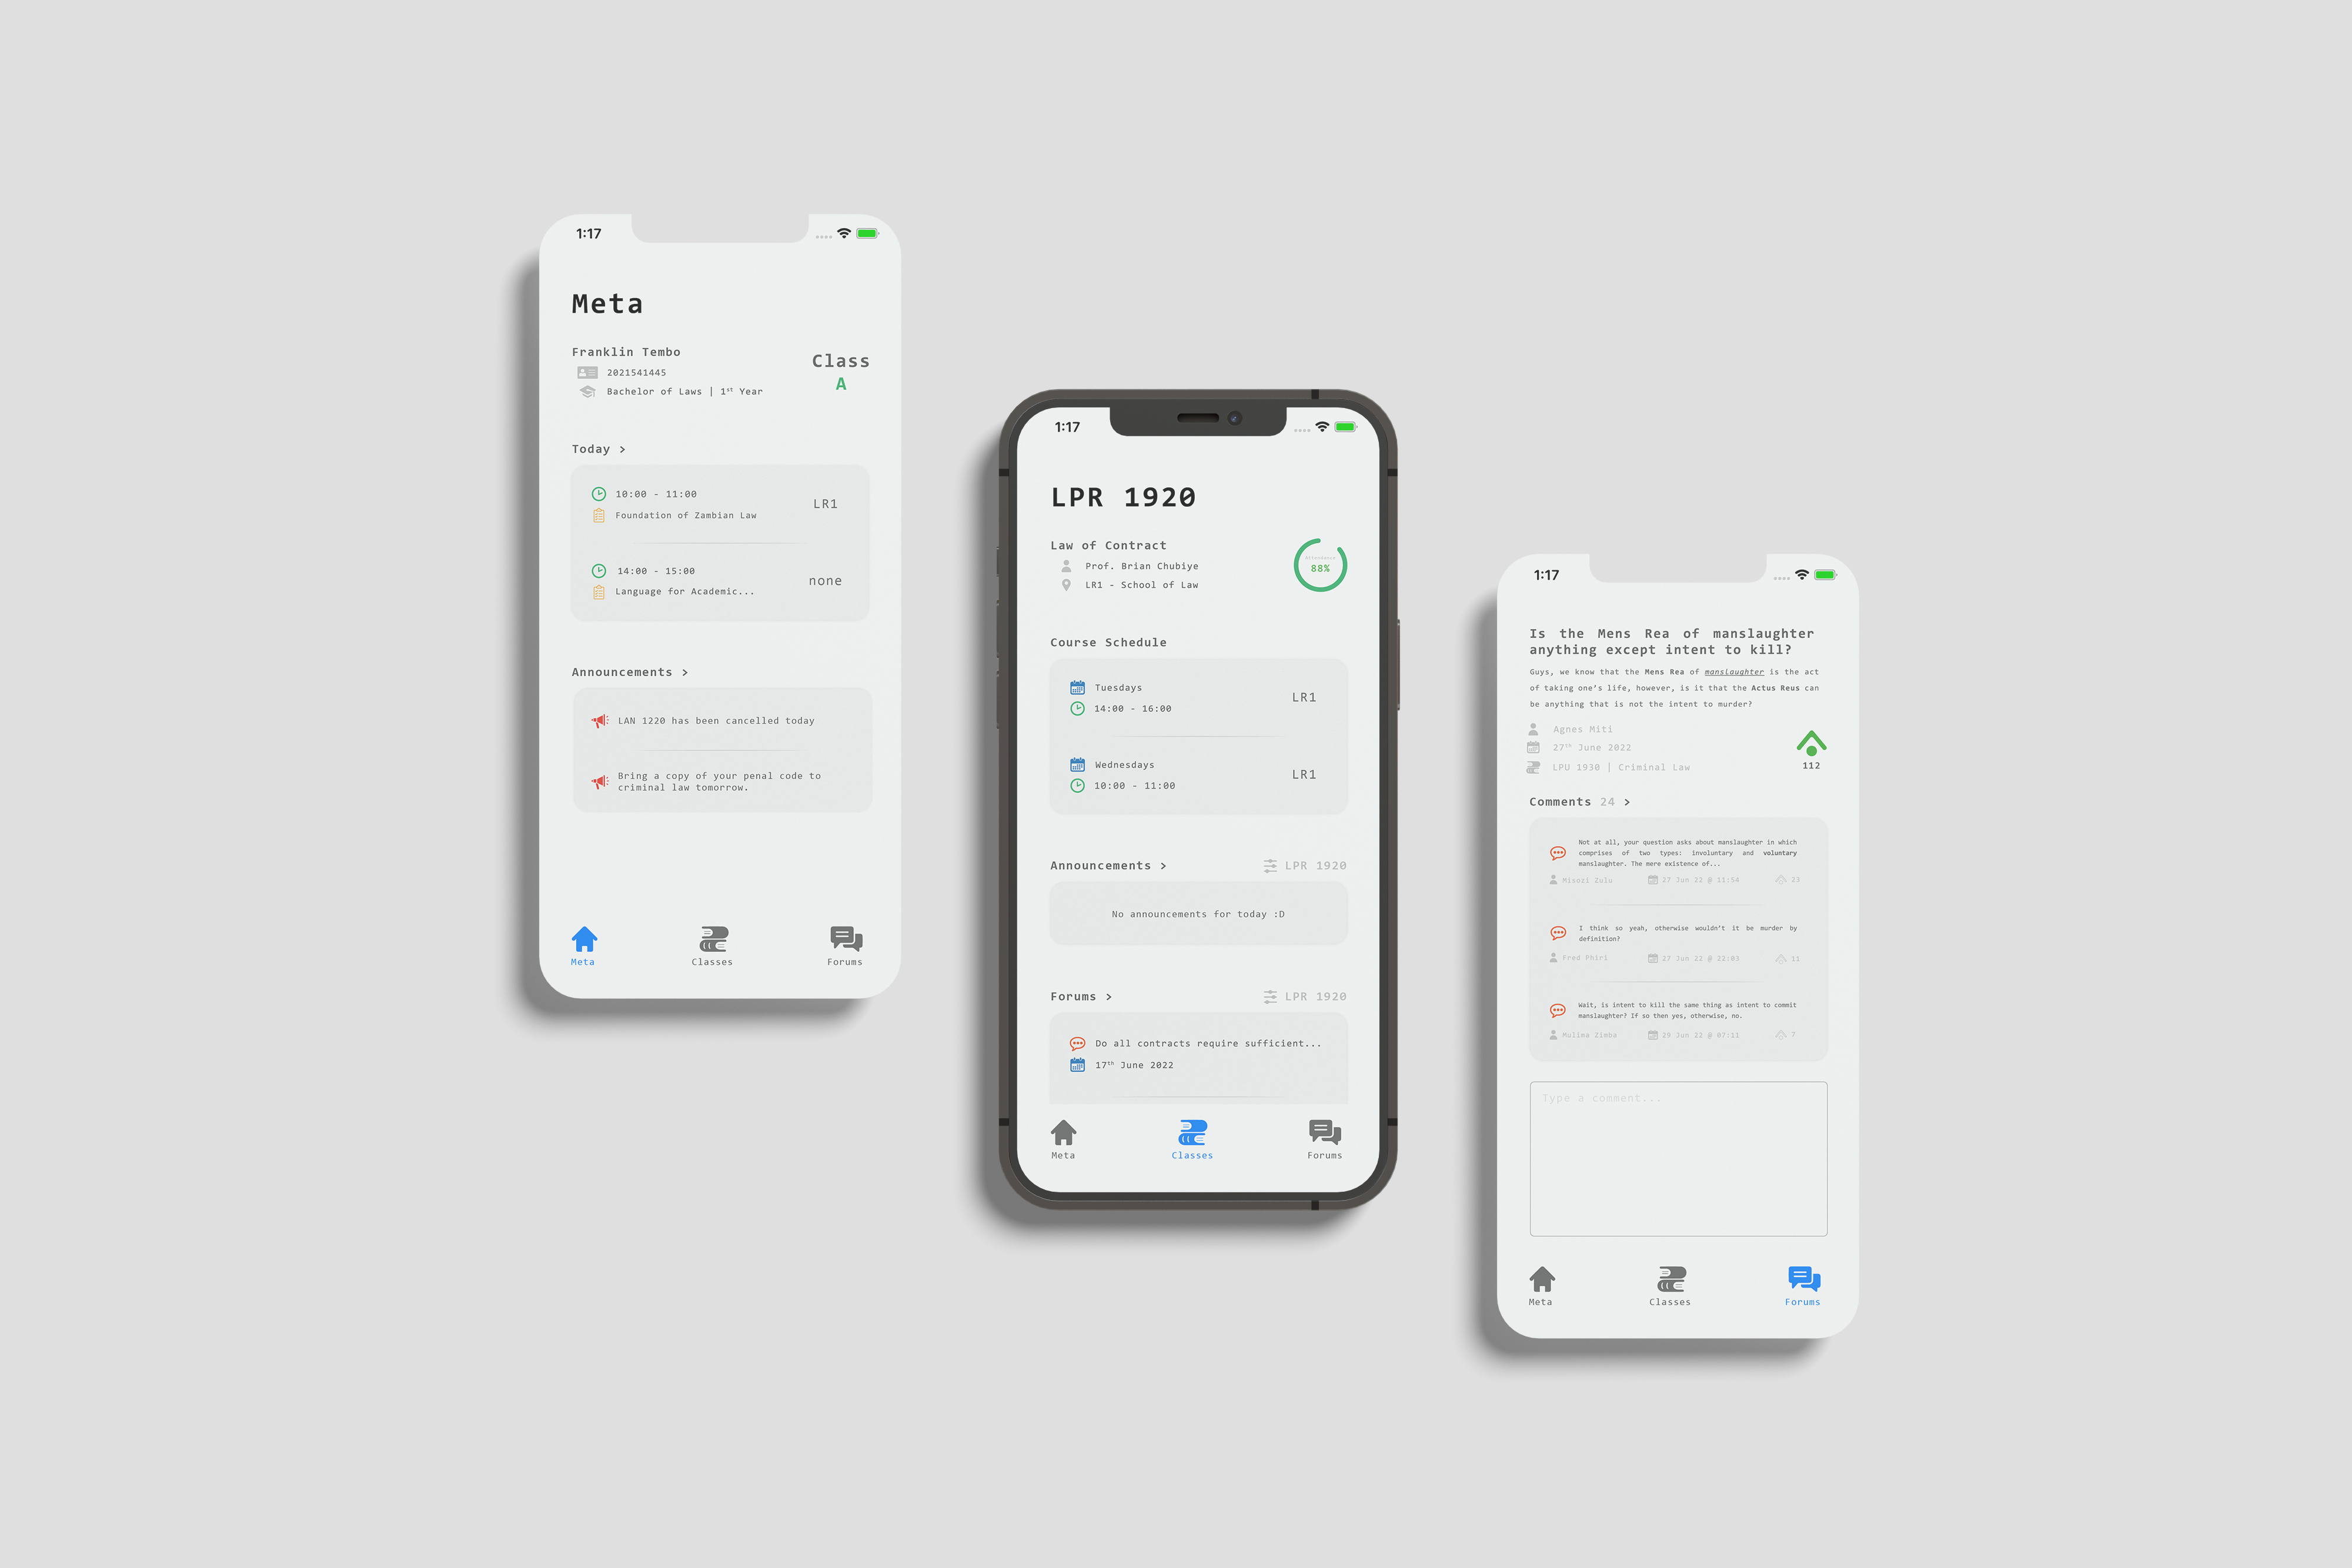 1:17
Meta
Franklin Tembo
2021541445
Bachelor of Laws | 1st Year
Class
A
Today >
10:00 - 11:00
Foundation of Zambian Law
LR1
14:00 - 15:00
Language for Academic...
none
Announcements >
LAN 1220 has been cancelled today
Bring a copy of your penal code to
criminal law tomorrow.
Meta
Classes
Forums
1:17
LPR 1920
Law of Contract
Prof. Brian Chubiye
LR1 - School of Law
Attendance
88%
Course Schedule
Tuesdays
14:00 - 16:00
LR1
Wednesdays
10:00 - 11:00
LR1
Announcements >
LPR 1920
No announcements for today :D
Forums >
LPR 1920
Do all contracts require sufficient...
17th June 2022
Meta
Classes
Forums
1:17
Is the Mens Rea of manslaughter
anything except intent to kill?
Guys, we know that the Mens Rea of manslaughter is the act
of taking one's life, however, is it that the Actus Reus can
be anything that is not the intent to murder?
Agnes Miti
27th June 2022
LPU 1930 | Criminal Law
112
Comments 24 >
Not at all, your question asks about manslaughter in which
comprises of two types: involuntary and voluntary
manslaughter. The mere existence of...
Misozi Zulu
27 Jun 22 @ 11:54
23
I think so yeah, otherwise wouldn't it be murder by
definition?
Fred Phiri
27 Jun 22 @ 22:03
11
Wait, is intent to kill the same thing as intent to commit
manslaughter? If so then yes, otherwise, no.
Mulima Zimba
29 Jun 22 @ 07:11
7
Type a comment...
Meta
Classes
Forums